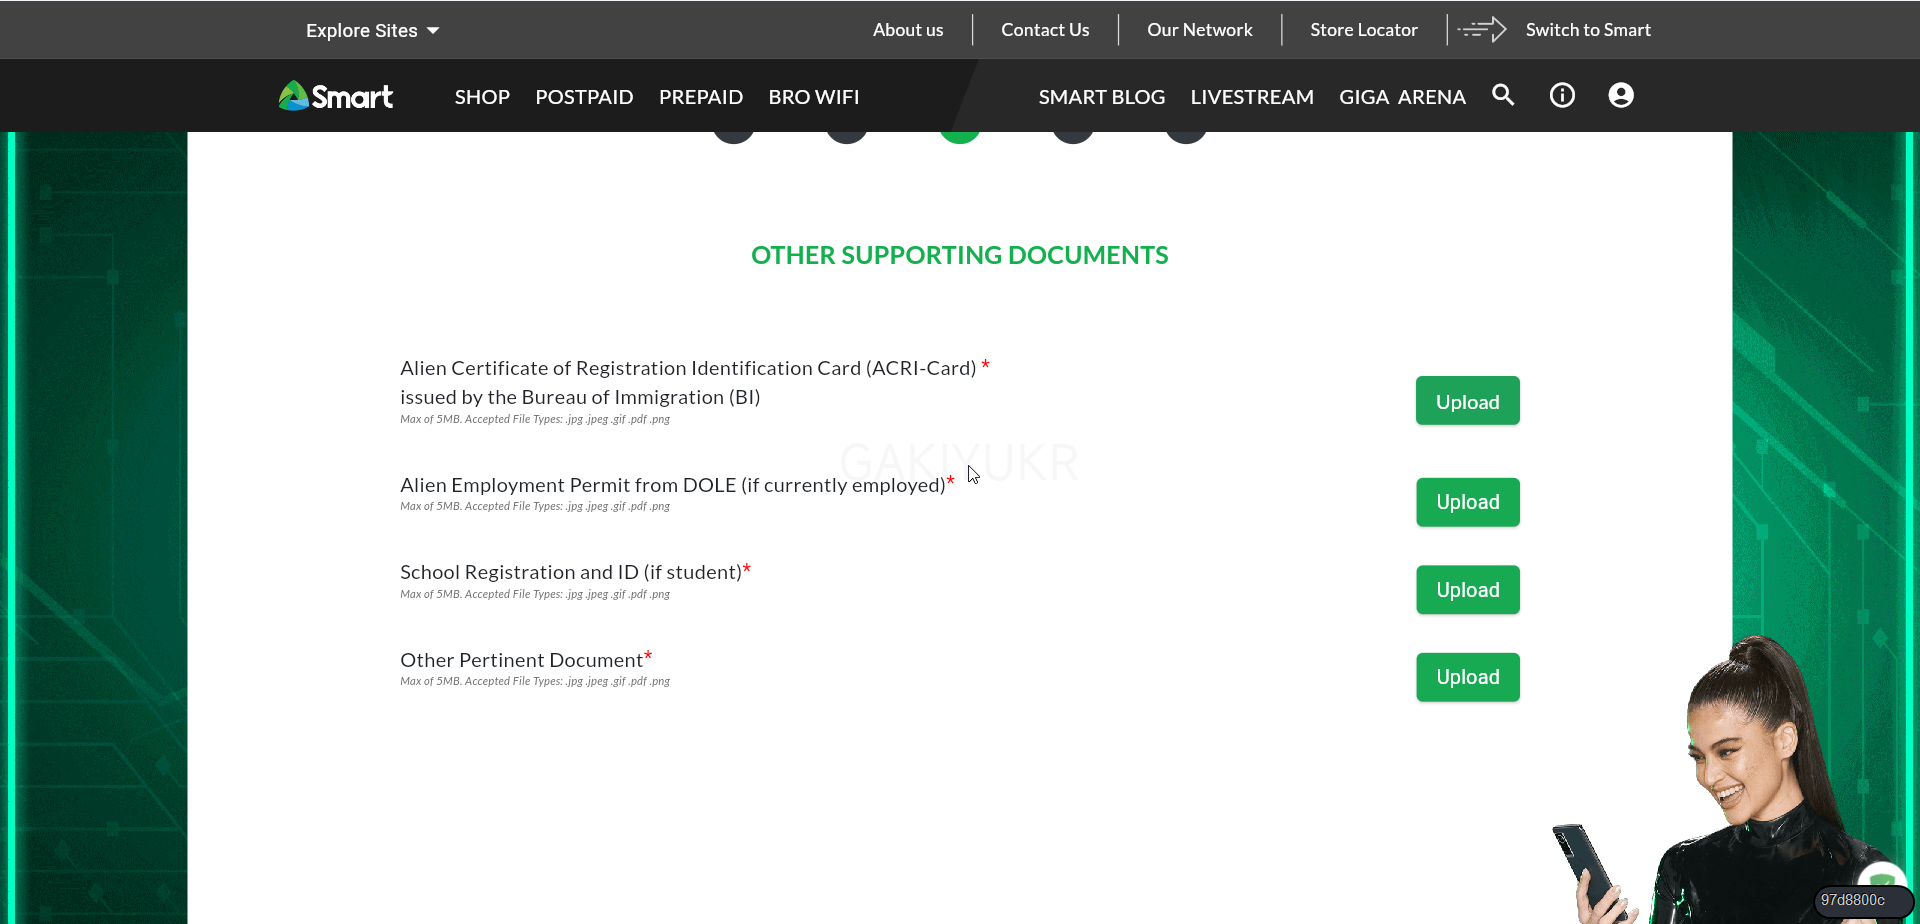 Explore Sites
About us
Contact Us
Our Network
Store Locator
Switch to Smart
Smart
SHOP
POSTPAID
PREPAID
BRO WIFI
SMART BLOG
LIVESTREAM
GIGA ARENA
OTHER SUPPORTING DOCUMENTS
Alien Certificate of Registration Identification Card (ACRI-Card) *
issued by the Bureau of Immigration (BI)
Max of 5MB. Accepted File Types: .jpg .jpeg .gif .pdf .png
Upload
GAKIYUKR
Alien Employment Permit from DOLE (if currently employed)*
Max of 5MB. Accepted File Types: .jpg .jpeg .gif .pdf .png
Upload
School Registration and ID (if student)*
Max of 5MB. Accepted File Types: .jpg .jpeg .gif .pdf .png
Upload
Other Pertinent Document*
Max of 5MB. Accepted File Types: .jpg .jpeg .gif .pdf .png
Upload
97d8800c